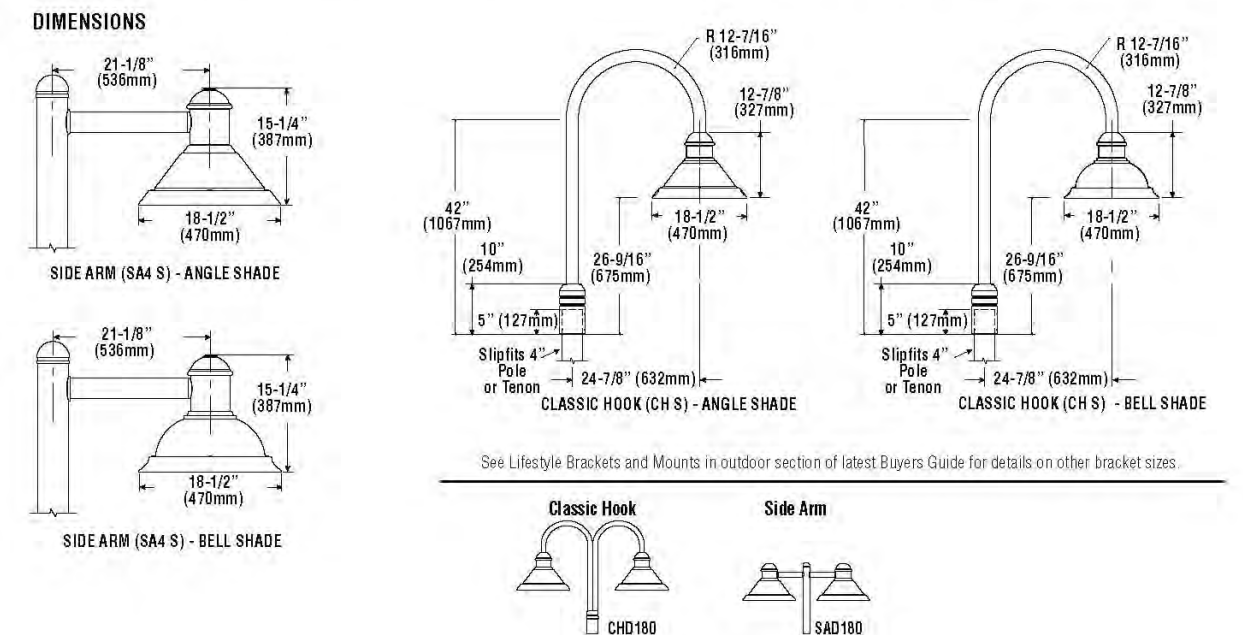 DIMENSIONS
21-1/8”
(536mm)
15-1/4”
(387mm)
18-1/2”
(470mm)
SIDE ARM (SA4 S) - ANGLE SHADE
21-1/8”
(536mm)
15-1/4”
(387mm)
18-1/2”
(470mm)
SIDE ARM (SA4 S) - BELL SHADE
R 12-7/16”
(316mm)
12-7/8”
(327mm)
42”
(1067mm)
18-1/2”
(470mm)
10”
(254mm)
26-9/16”
(675mm)
5” (127mm)
Slipfits 4”
Pole
or Tenon
24-7/8” (632mm)
CLASSIC HOOK (CH S) - ANGLE SHADE
R 12-7/16”
(316mm)
12-7/8”
(327mm)
42”
(1067mm)
18-1/2”
(470mm)
10”
(254mm)
26-9/16”
(675mm)
5” (127mm)
Slipfits 4”
Pole
or Tenon
24-7/8” (632mm)
CLASSIC HOOK (CH S) - BELL SHADE
See Lifestyle Brackets and Mounts in outdoor section of latest Buyers Guide for details on other bracket sizes.
Classic Hook
Side Arm
CHD180
SAD180